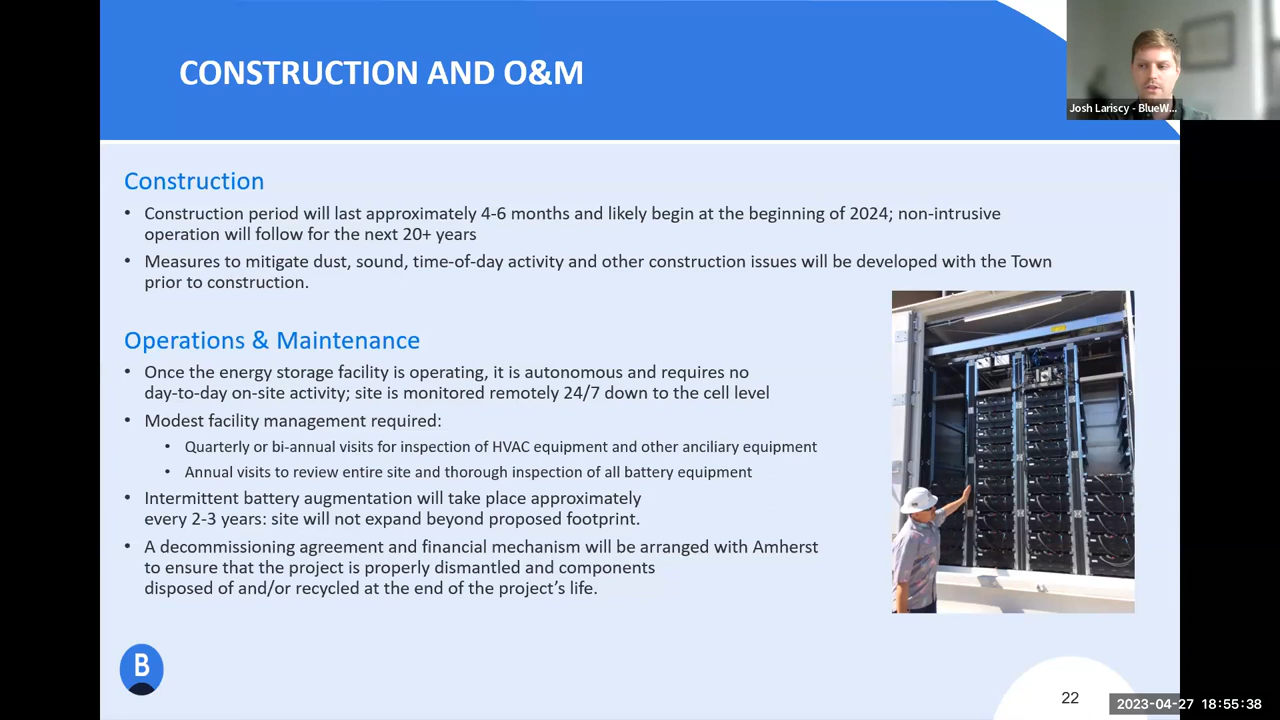 CONSTRUCTION AND O&M
Josh Lariscy - BlueW...
Construction
• Construction period will last approximately 4-6 months and likely begin at the beginning of 2024; non-intrusive
operation will follow for the next 20+ years
• Measures to mitigate dust, sound, time-of-day activity and other construction issues will be developed with the Town
prior to construction.
Operations & Maintenance
• Once the energy storage facility is operating, it is autonomous and requires no
day-to-day on-site activity; site is monitored remotely 24/7 down to the cell level
• Modest facility management required:
• Quarterly or bi-annual visits for inspection of HVAC equipment and other anciliary equipment
• Annual visits to review entire site and thorough inspection of all battery equipment
• Intermittent battery augmentation will take place approximately
every 2-3 years: site will not expand beyond proposed footprint.
• A decommissioning agreement and financial mechanism will be arranged with Amherst
to ensure that the project is properly dismantled and components
disposed of and/or recycled at the end of the project’s life.
B
22
2023-04-27 18:55:38